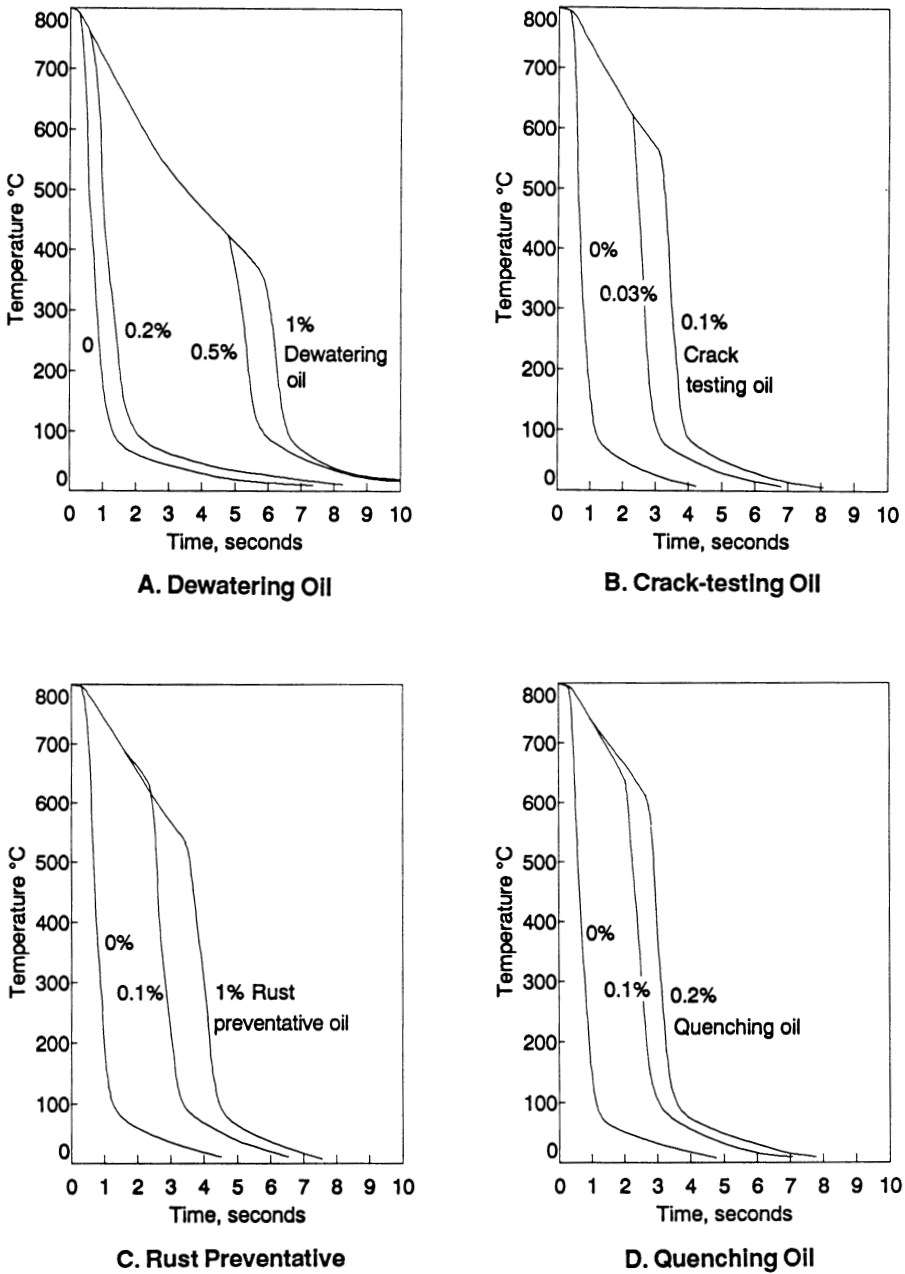 800
700
600
500
400
300
200
100
0
Temperature °C
0
0.2%
0.5%
1%
Dewatering
oil
0 1 2 3 4 5 6 7 8 9 10
Time, seconds
A. Dewatering Oil
800
700
600
500
400
300
200
100
0
Temperature °C
0%
0.03%
0.1%
Crack
testing oil
0 1 2 3 4 5 6 7 8 9 10
Time, seconds
B. Crack-testing Oil
800
700
600
500
400
300
200
100
0
Temperature °C
0%
0.1%
1% Rust
preventative oil
0 1 2 3 4 5 6 7 8 9 10
Time, seconds
C. Rust Preventative
800
700
600
500
400
300
200
100
0
Temperature °C
0%
0.1%
0.2%
Quenching oil
0 1 2 3 4 5 6 7 8 9 10
Time, seconds
D. Quenching Oil